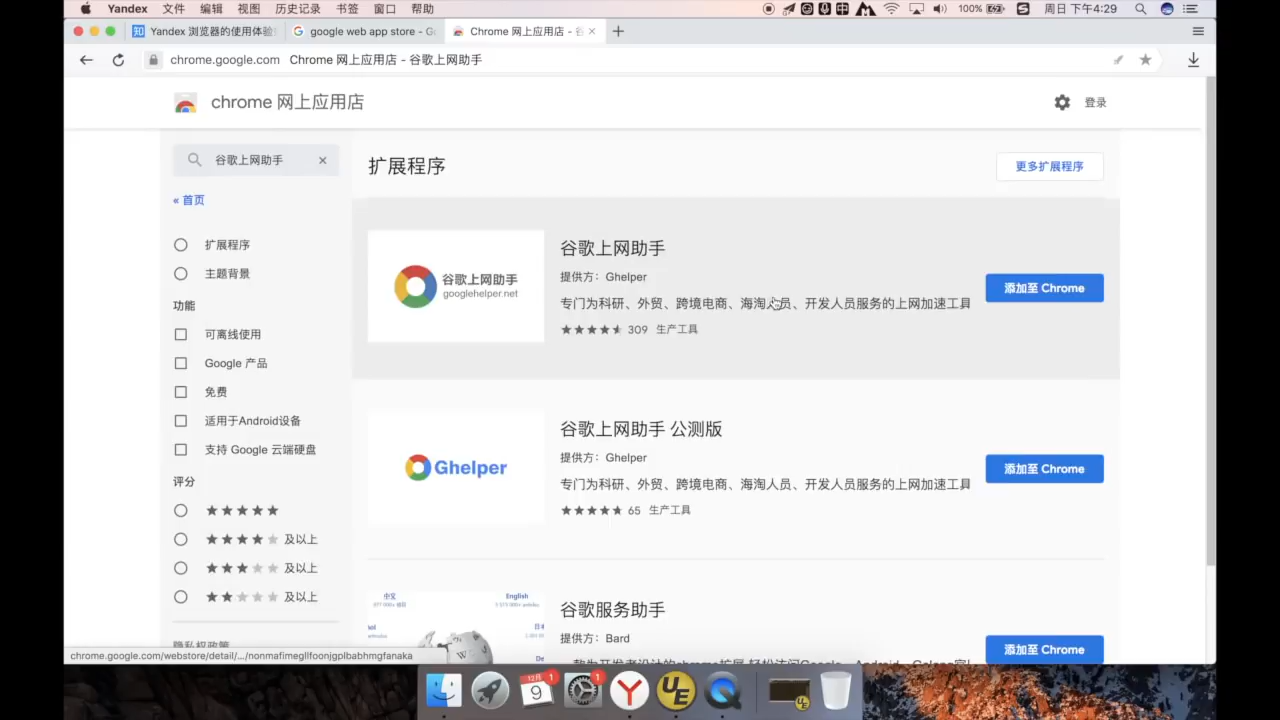 Yandex 文件 编辑 视图 历史记录 书签 窗口 帮助 100% 周日 下午4:29
Yandex 浏览器的使用体验 google web app store - Go Chrome 网上应用店 - 谷
chrome.google.com Chrome 网上应用店 - 谷歌上网助手
chrome 网上应用店 登录
谷歌上网助手
« 首页
扩展程序
主题背景
功能
可离线使用
Google 产品
免费
适用于Android设备
支持 Google 云端硬盘
评分
及以上
及以上
及以上
隐私权政策
扩展程序 更多扩展程序
谷歌上网助手
googlehelper.net
谷歌上网助手
提供方：Ghelper
专门为科研、外贸、跨境电商、海淘人员、开发人员服务的上网加速工具
309 生产工具
添加至 Chrome
Ghelper
谷歌上网助手 公测版
提供方：Ghelper
专门为科研、外贸、跨境电商、海淘人员、开发人员服务的上网加速工具
65 生产工具
添加至 Chrome
中文 English
谷歌服务助手
提供方：Bard
添加至 Chrome
chrome.google.com/webstore/detail/.../nonmafimegllfoonjgplbabhmgfanaka
12月 1 1
9
UE